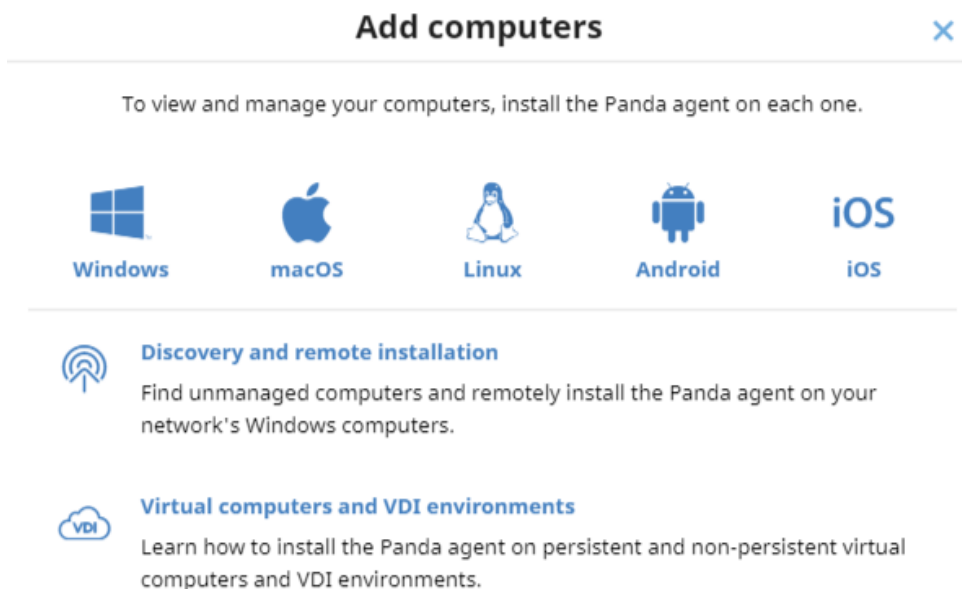 Add computers
To view and manage your computers, install the Panda agent on each one.
iOS
Windows
macOS
Linux
Android
iOS
Discovery and remote installation
Find unmanaged computers and remotely install the Panda agent on your
network's Windows computers.
VDI
Virtual computers and VDI environments
Learn how to install the Panda agent on persistent and non-persistent virtual
computers and VDI environments.